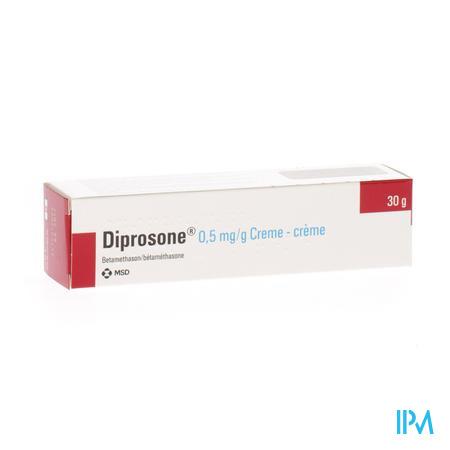 30 g
Diprosone® 0,5 mg/g Creme - crème
Betamethason/bétaméthasone
MSD
IPM